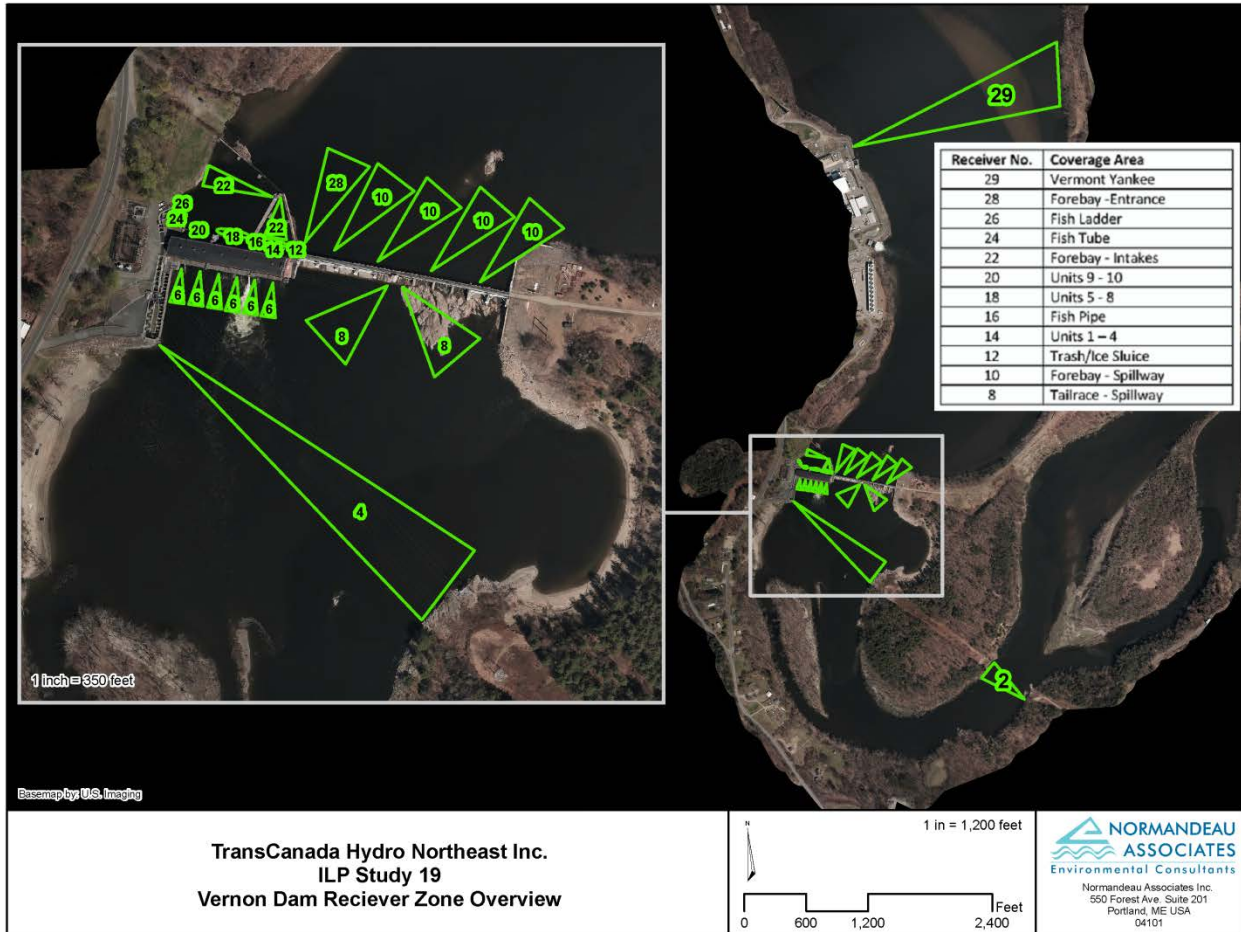 29
Receiver No. Coverage Area
29 Vermont Yankee
28 Forebay -Entrance
26 Fish Ladder
24 Fish Tube
22 Forebay - Intakes
20 Units 9 - 10
18 Units 5 - 8
16 Fish Pipe
14 Units 1 – 4
12 Trash/Ice Sluice
10 Forebay - Spillway
8 Tailrace - Spillway
22
28
10
10
10
10
26
24
20
18
16
22
14
12
6 6 6 6 6 6
8
8
4
2
1 inch = 350 feet
Basemap by: U.S. Imaging
TransCanada Hydro Northeast Inc.
ILP Study 19
Vernon Dam Reciever Zone Overview
N
1 in = 1,200 feet
Feet
0 600 1,200 2,400
NORMANDEAU
ASSOCIATES
Environmental Consultants
Normandeau Associates Inc.
550 Forest Ave. Suite 201
Portland, ME USA
04101